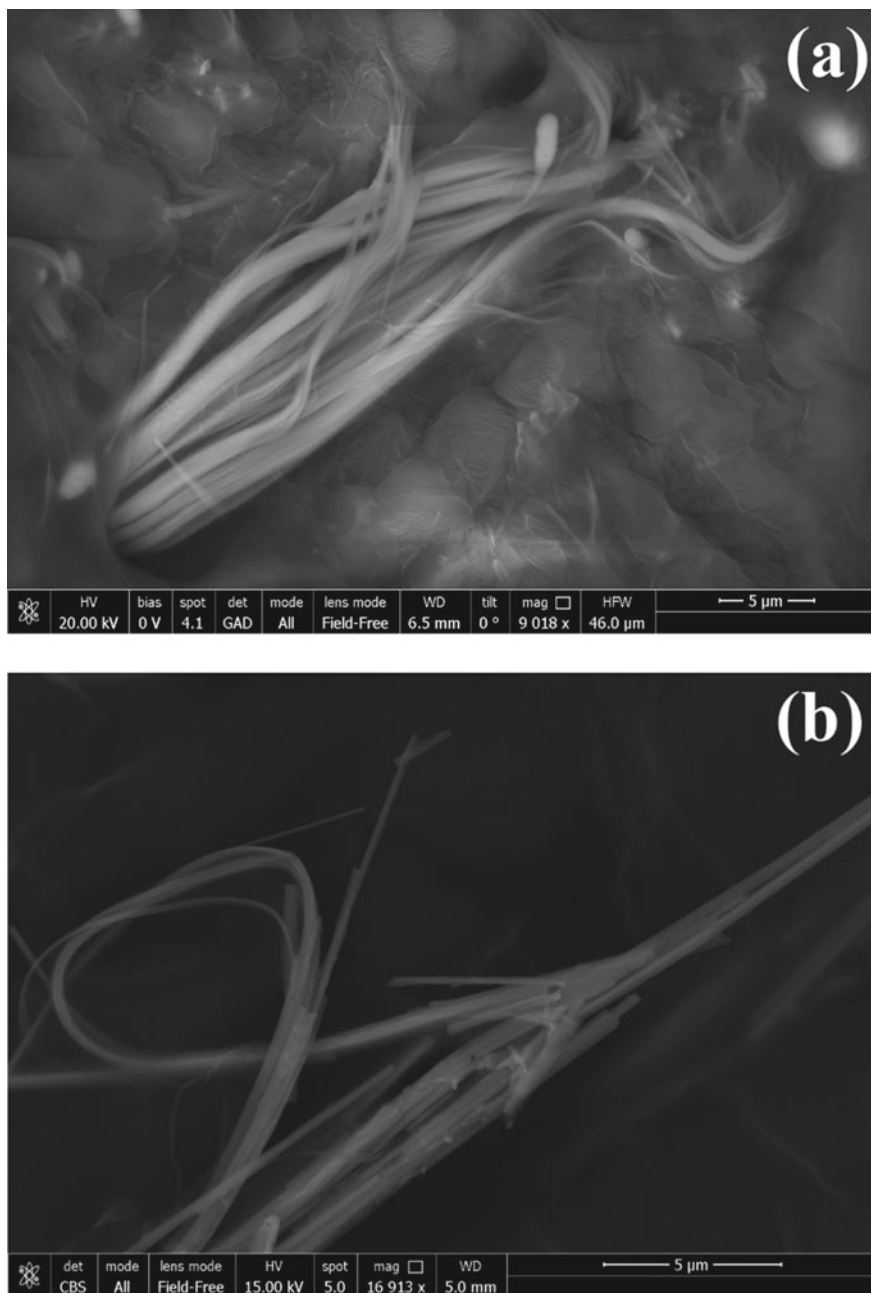 (a)
HV bias spot det mode lens mode WD tilt mag HFW
20.00 kV 0 V 4.1 GAD All Field-Free 6.5 mm 0 ° 9 018 x 46.0 µm 5 µm
(b)
det mode lens mode HV spot mag WD
CBS All Field-Free 15.00 kV 5.0 16 913 x 5.0 mm 5 µm